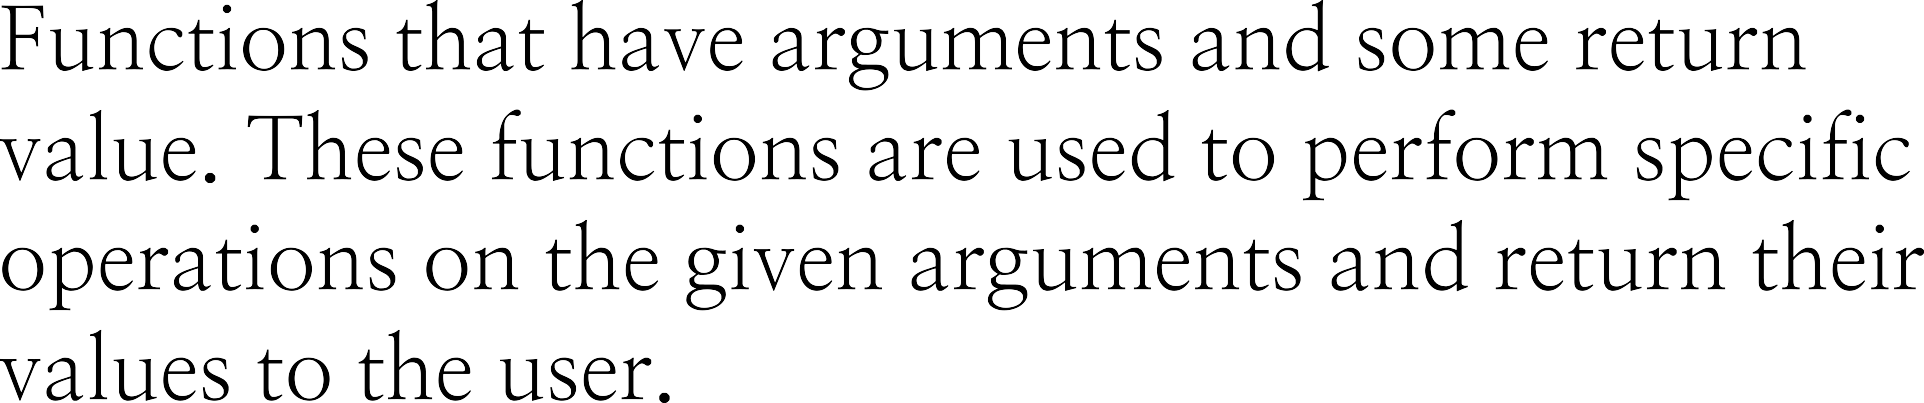 Functions that have arguments and some return
value. These functions are used to perform specific
operations on the given arguments and return their
values to the user.